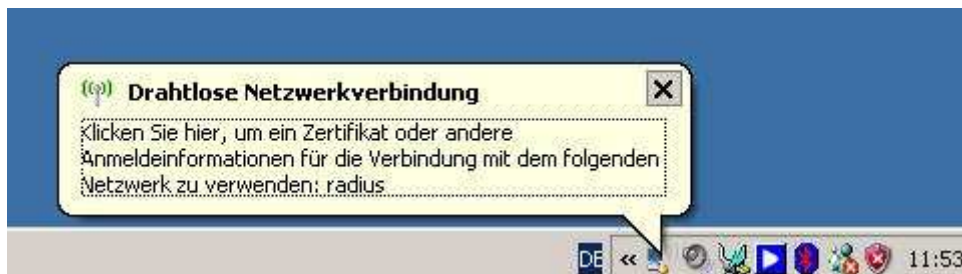 Drahtlose Netzwerkverbindung
Klicken Sie hier, um ein Zertifikat oder andere
Anmeldeinformationen für die Verbindung mit dem folgenden
Netzwerk zu verwenden: radius
DE « 11:53